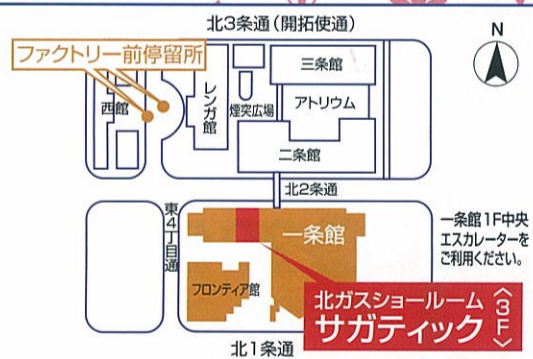 北3条通(開拓使通)
N
ファクトリー前停留所
西館
レンガ館
煙突広場
三条館
アトリウム
二条館
北2条通
東4丁目通
一条館
フロンティア館
一条館1F中央
エスカレーターを
ご利用ください。
北ガスショールーム
サガティック
〈3F〉
北1条通